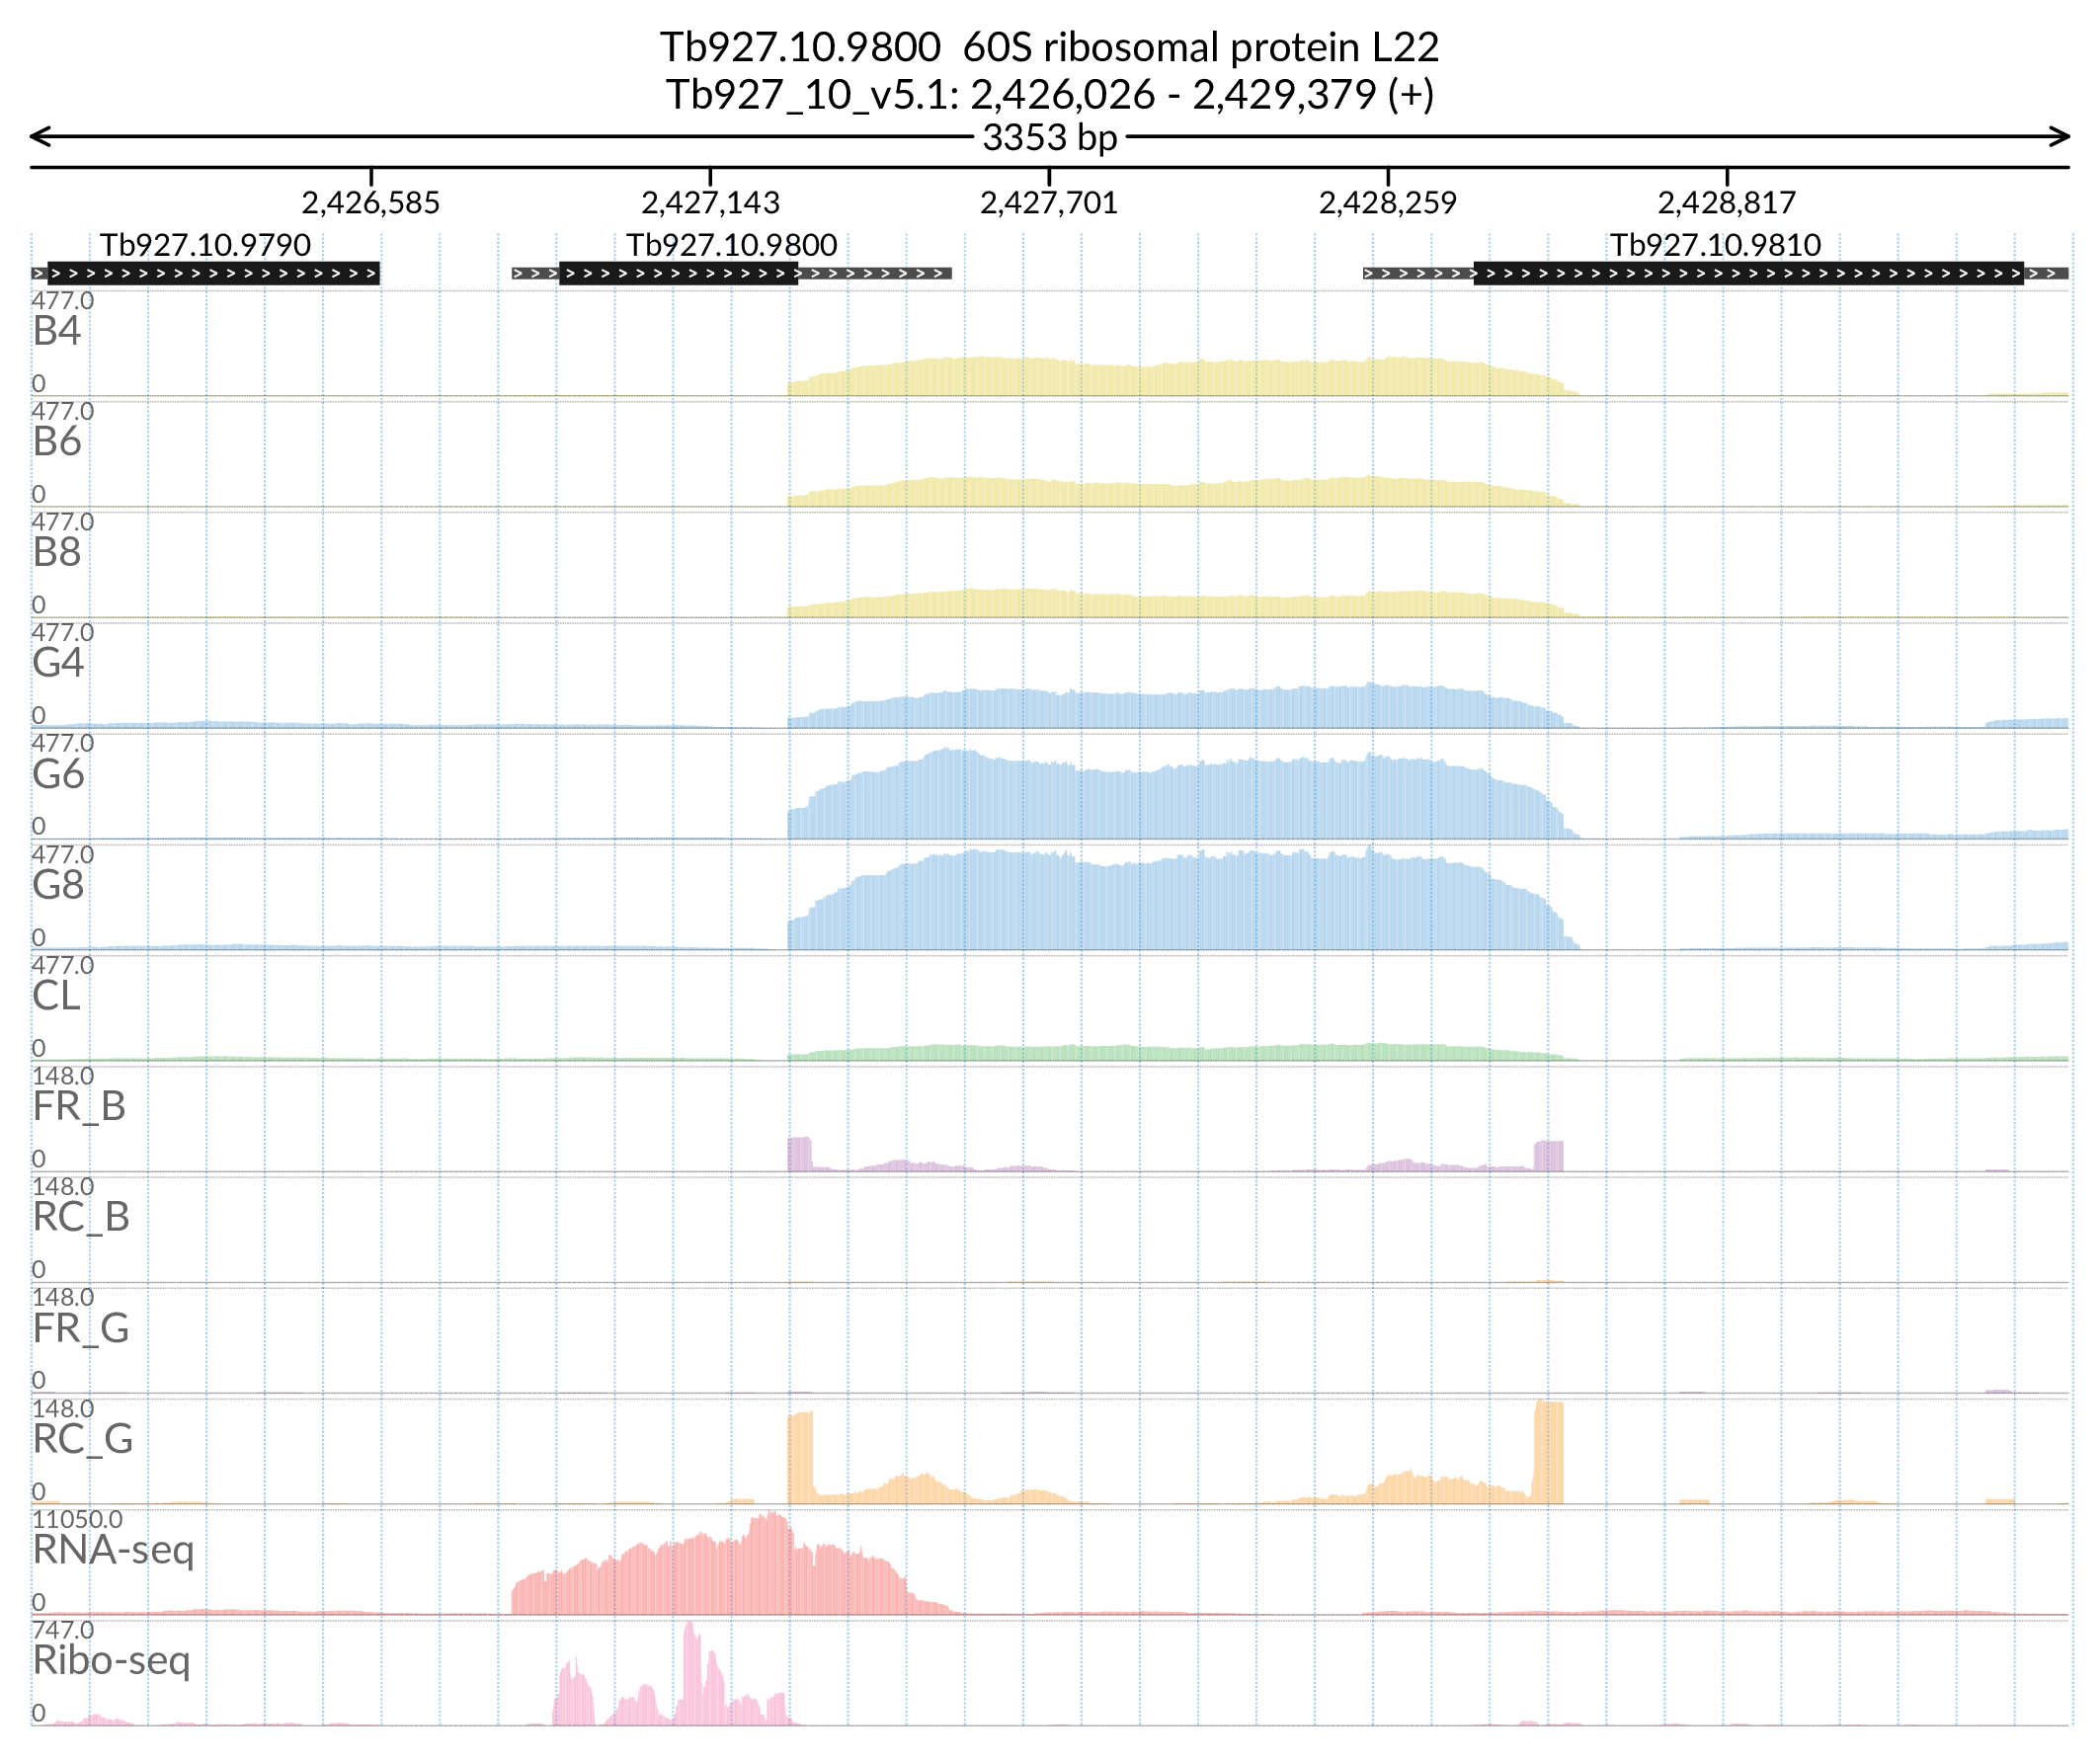 Tb927.10.9800  60S ribosomal protein L22
Tb927_10_v5.1: 2,426,026 - 2,429,379 (+)
3353 bp
2,426,585 2,427,143 2,427,701 2,428,259 2,428,817
Tb927.10.9790 Tb927.10.9800 Tb927.10.9810
477.0
B4
0
477.0
B6
0
477.0
B8
0
477.0
G4
0
477.0
G6
0
477.0
G8
0
477.0
CL
0
148.0
FR_B
0
148.0
RC_B
0
148.0
FR_G
0
148.0
RC_G
0
11050.0
RNA-seq
0
747.0
Ribo-seq
0